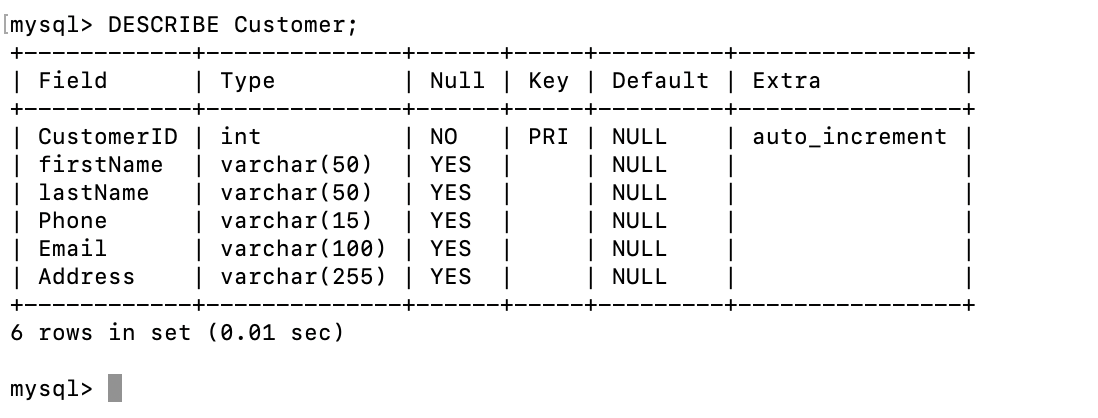 mysql> DESCRIBE Customer;
+-------------+--------------+------+-----+---------+----------------+
| Field       | Type         | Null | Key | Default | Extra          |
+-------------+--------------+------+-----+---------+----------------+
| CustomerID  | int          | NO   | PRI | NULL    | auto_increment |
| firstName   | varchar(50)  | YES  |     | NULL    |                |
| lastName    | varchar(50)  | YES  |     | NULL    |                |
| Phone       | varchar(15)  | YES  |     | NULL    |                |
| Email       | varchar(100) | YES  |     | NULL    |                |
| Address     | varchar(255) | YES  |     | NULL    |                |
+-------------+--------------+------+-----+---------+----------------+
6 rows in set (0.01 sec)
mysql>